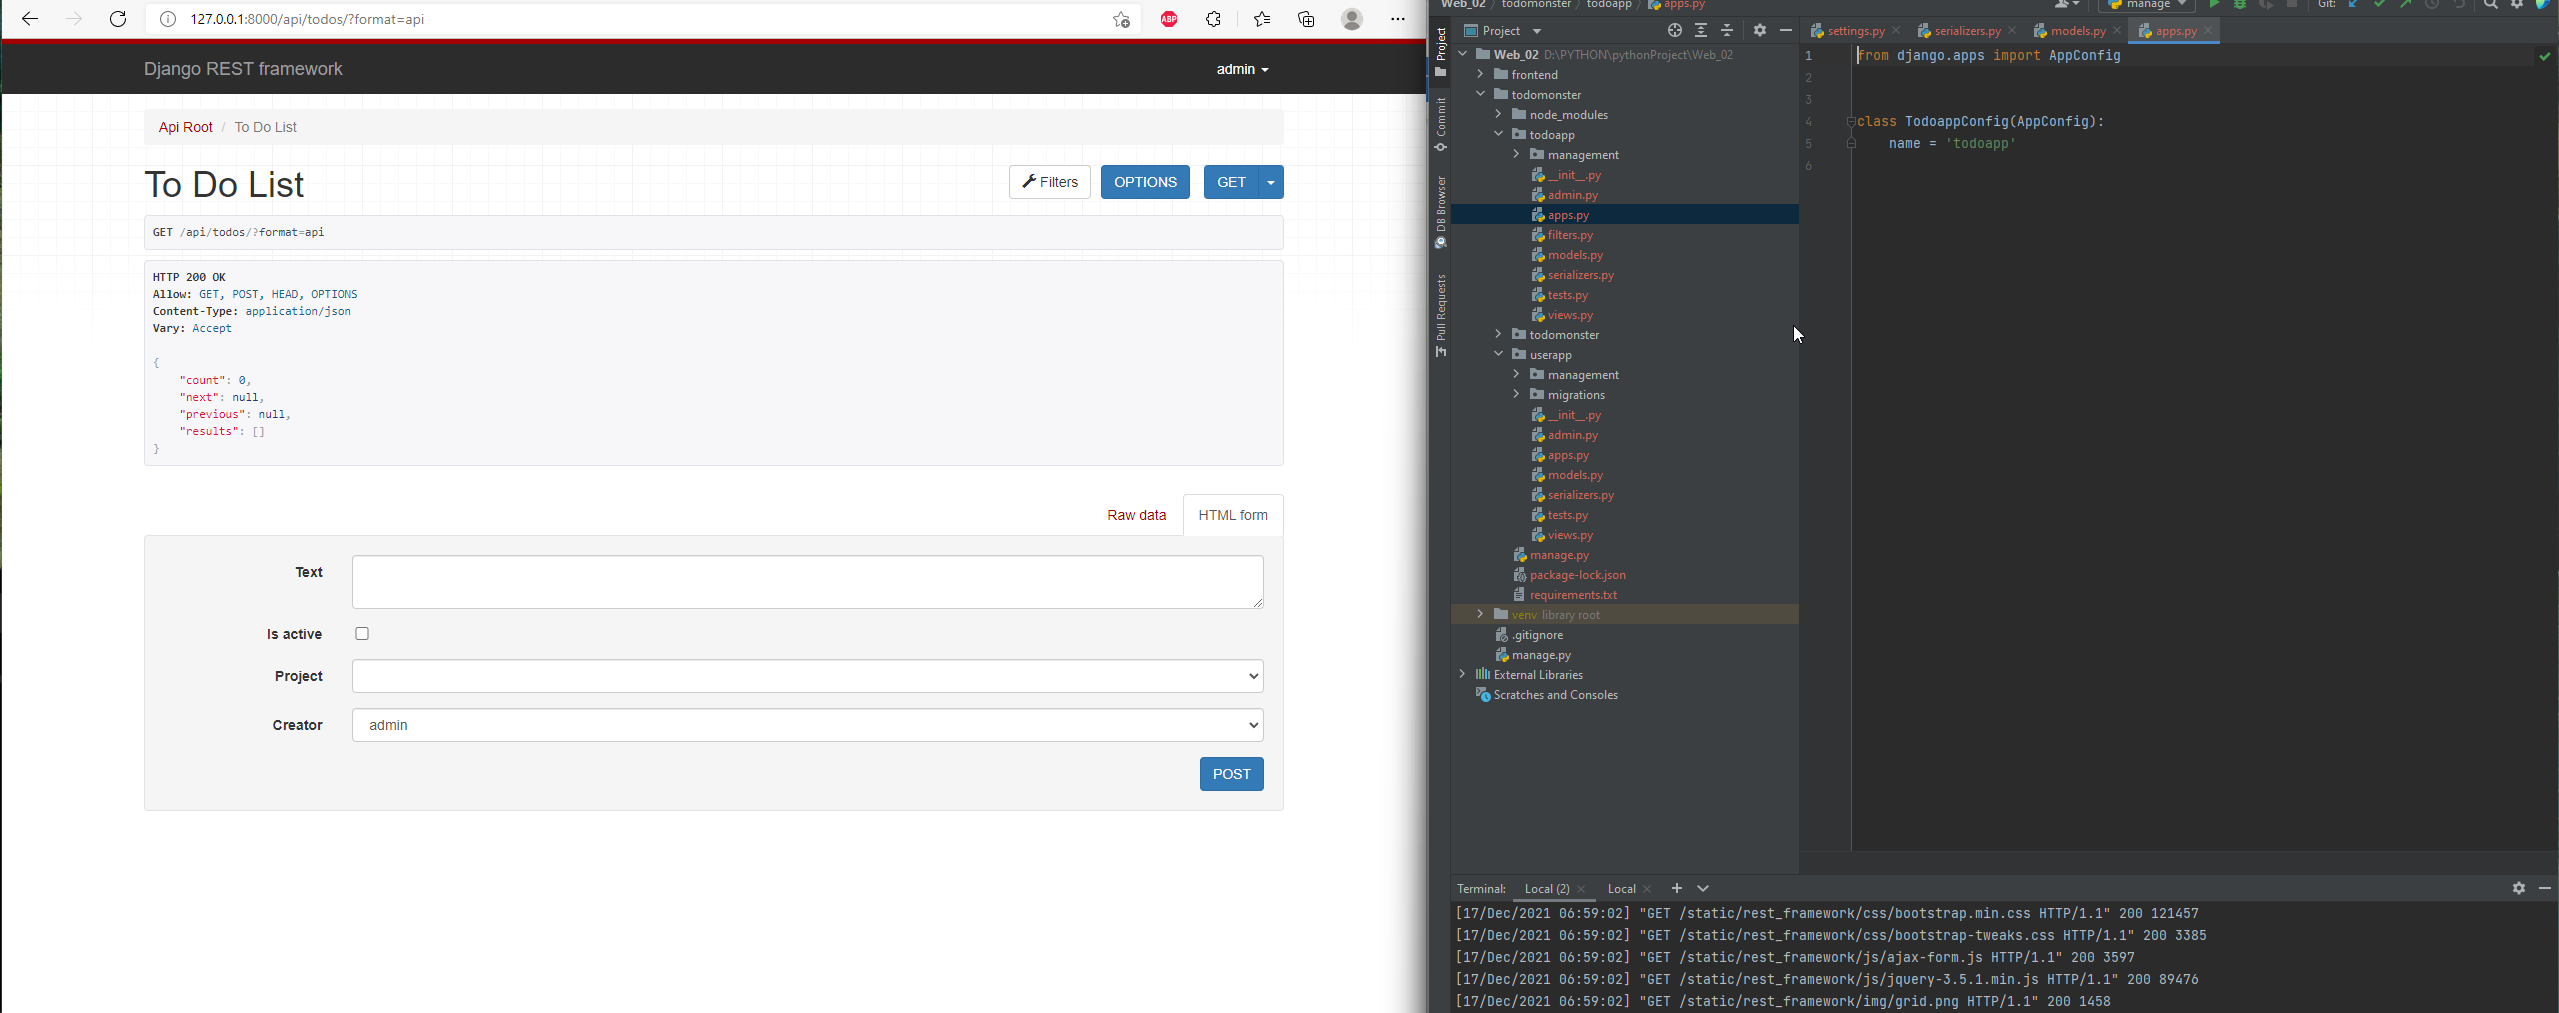 127.0.0.1:8000/api/todos/?format=api
ABP
Django REST framework
admin
Api Root / To Do List
To Do List
Filters
OPTIONS
GET
GET /api/todos/?format=api
HTTP 200 OK
Allow: GET, POST, HEAD, OPTIONS
Content-Type: application/json
Vary: Accept
{
"count": 0,
"next": null,
"previous": null,
"results": []
}
Raw data
HTML form
Text
Is active
Project
Creator
admin
POST
Web_02 todomonster todoapp apps.py
manage
Git:
Project
Commit
DB Browser
Pull Requests
Project
Web_02 D:\PYTHON\pythonProject\Web_02
frontend
todomonster
node_modules
todoapp
management
__init__.py
admin.py
apps.py
filters.py
models.py
serializers.py
tests.py
views.py
todomonster
userapp
management
migrations
__init__.py
admin.py
apps.py
models.py
serializers.py
tests.py
views.py
manage.py
package-lock.json
requirements.txt
venv library root
.gitignore
manage.py
External Libraries
Scratches and Consoles
settings.py serializers.py models.py apps.py
1 from django.apps import AppConfig
2
3
4 class TodoappConfig(AppConfig):
5 name = 'todoapp'
6
Terminal: Local (2) Local
[17/Dec/2021 06:59:02] "GET /static/rest_framework/css/bootstrap.min.css HTTP/1.1" 200 121457
[17/Dec/2021 06:59:02] "GET /static/rest_framework/css/bootstrap-tweaks.css HTTP/1.1" 200 3385
[17/Dec/2021 06:59:02] "GET /static/rest_framework/js/ajax-form.js HTTP/1.1" 200 3597
[17/Dec/2021 06:59:02] "GET /static/rest_framework/js/jquery-3.5.1.min.js HTTP/1.1" 200 89476
[17/Dec/2021 06:59:02] "GET /static/rest_framework/img/grid.png HTTP/1.1" 200 1458